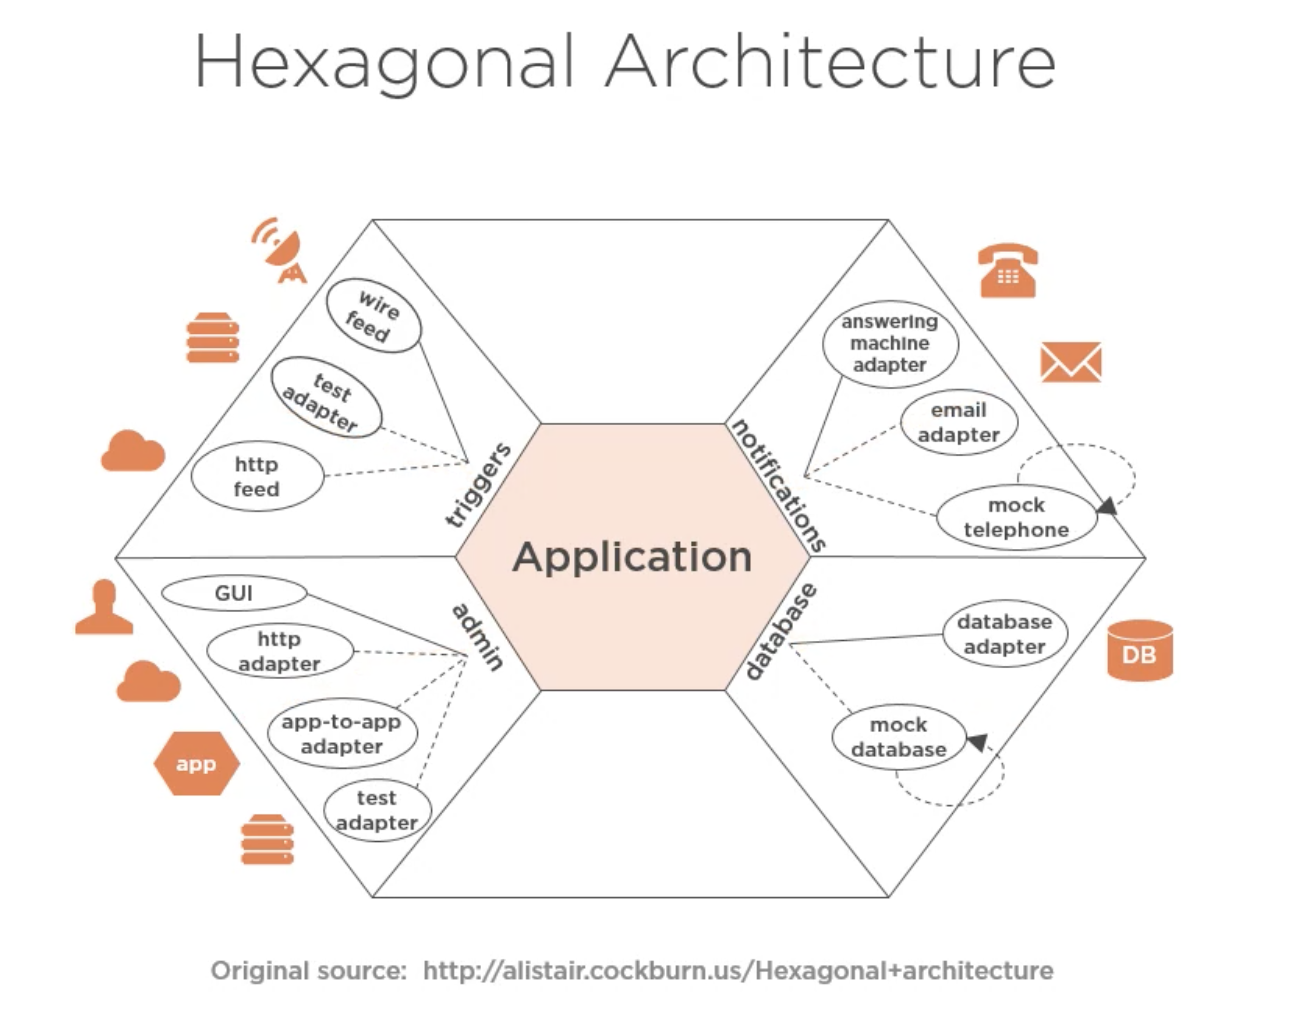 Hexagonal Architecture
wire
feed
test
adapter
http
feed
triggers
answering
machine
adapter
email
adapter
mock
telephone
notifications
Application
GUI
http
adapter
app-to-app
adapter
test
adapter
admin
app
database
adapter
mock
database
database
DB
Original source: http://alistair.cockburn.us/Hexagonal+architecture